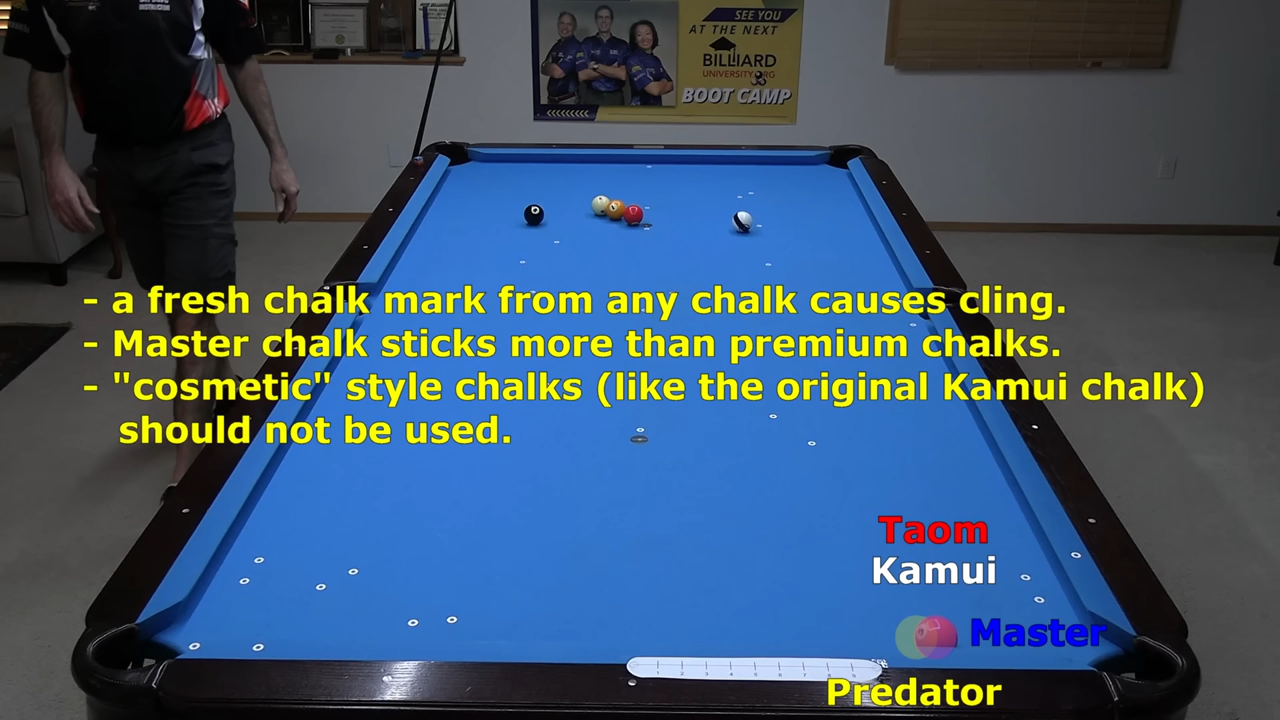 SEE YOU
AT THE NEXT
BILLIARD
UNIVERSITY.ORG
BOOT CAMP
- a fresh chalk mark from any chalk causes cling.
- Master chalk sticks more than premium chalks.
- "cosmetic" style chalks (like the original Kamui chalk)
should not be used.
Taom
Kamui
Master
Predator